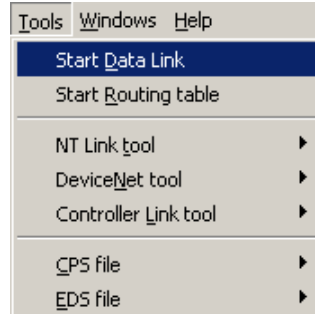 Tools Windows Help
Start Data Link
Start Routing table
NT Link tool
DeviceNet tool
Controller Link tool
CPS file
EDS file